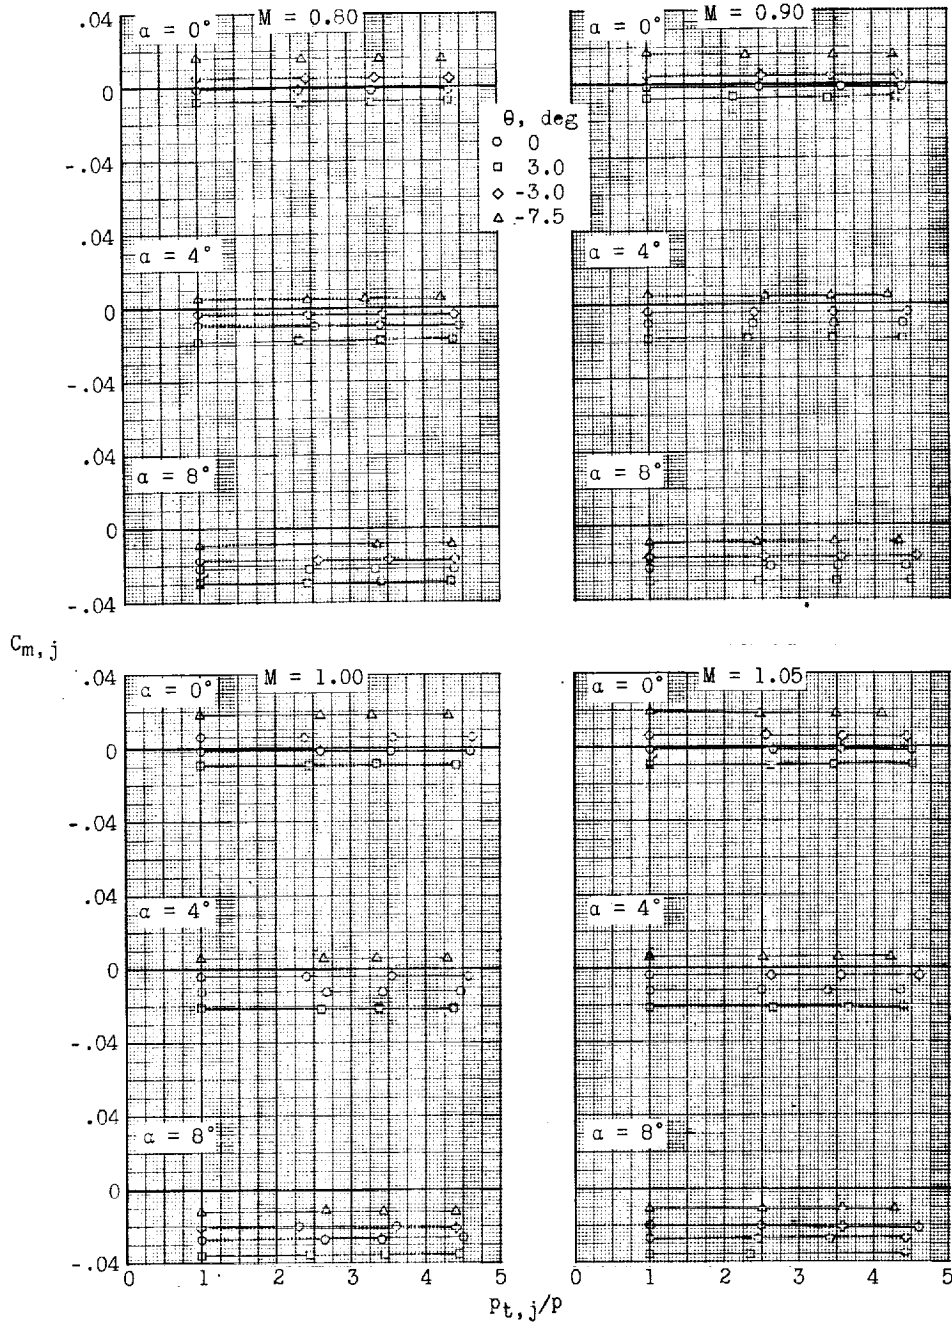 .04
α = 0°
M = 0.80
0
-.04
.04
α = 4°
0
-.04
α = 8°
0
-.04
α = 0°
M = 0.90
θ, deg
○ 0
□ 3.0
◇ -3.0
△ -7.5
α = 4°
α = 8°
Cm,j
.04
α = 0°
M = 1.00
0
-.04
.04
α = 4°
0
-.04
α = 8°
0
-.04
0 1 2 3 4 5
α = 0°
M = 1.05
α = 4°
α = 8°
0 1 2 3 4 5
pt,j/p